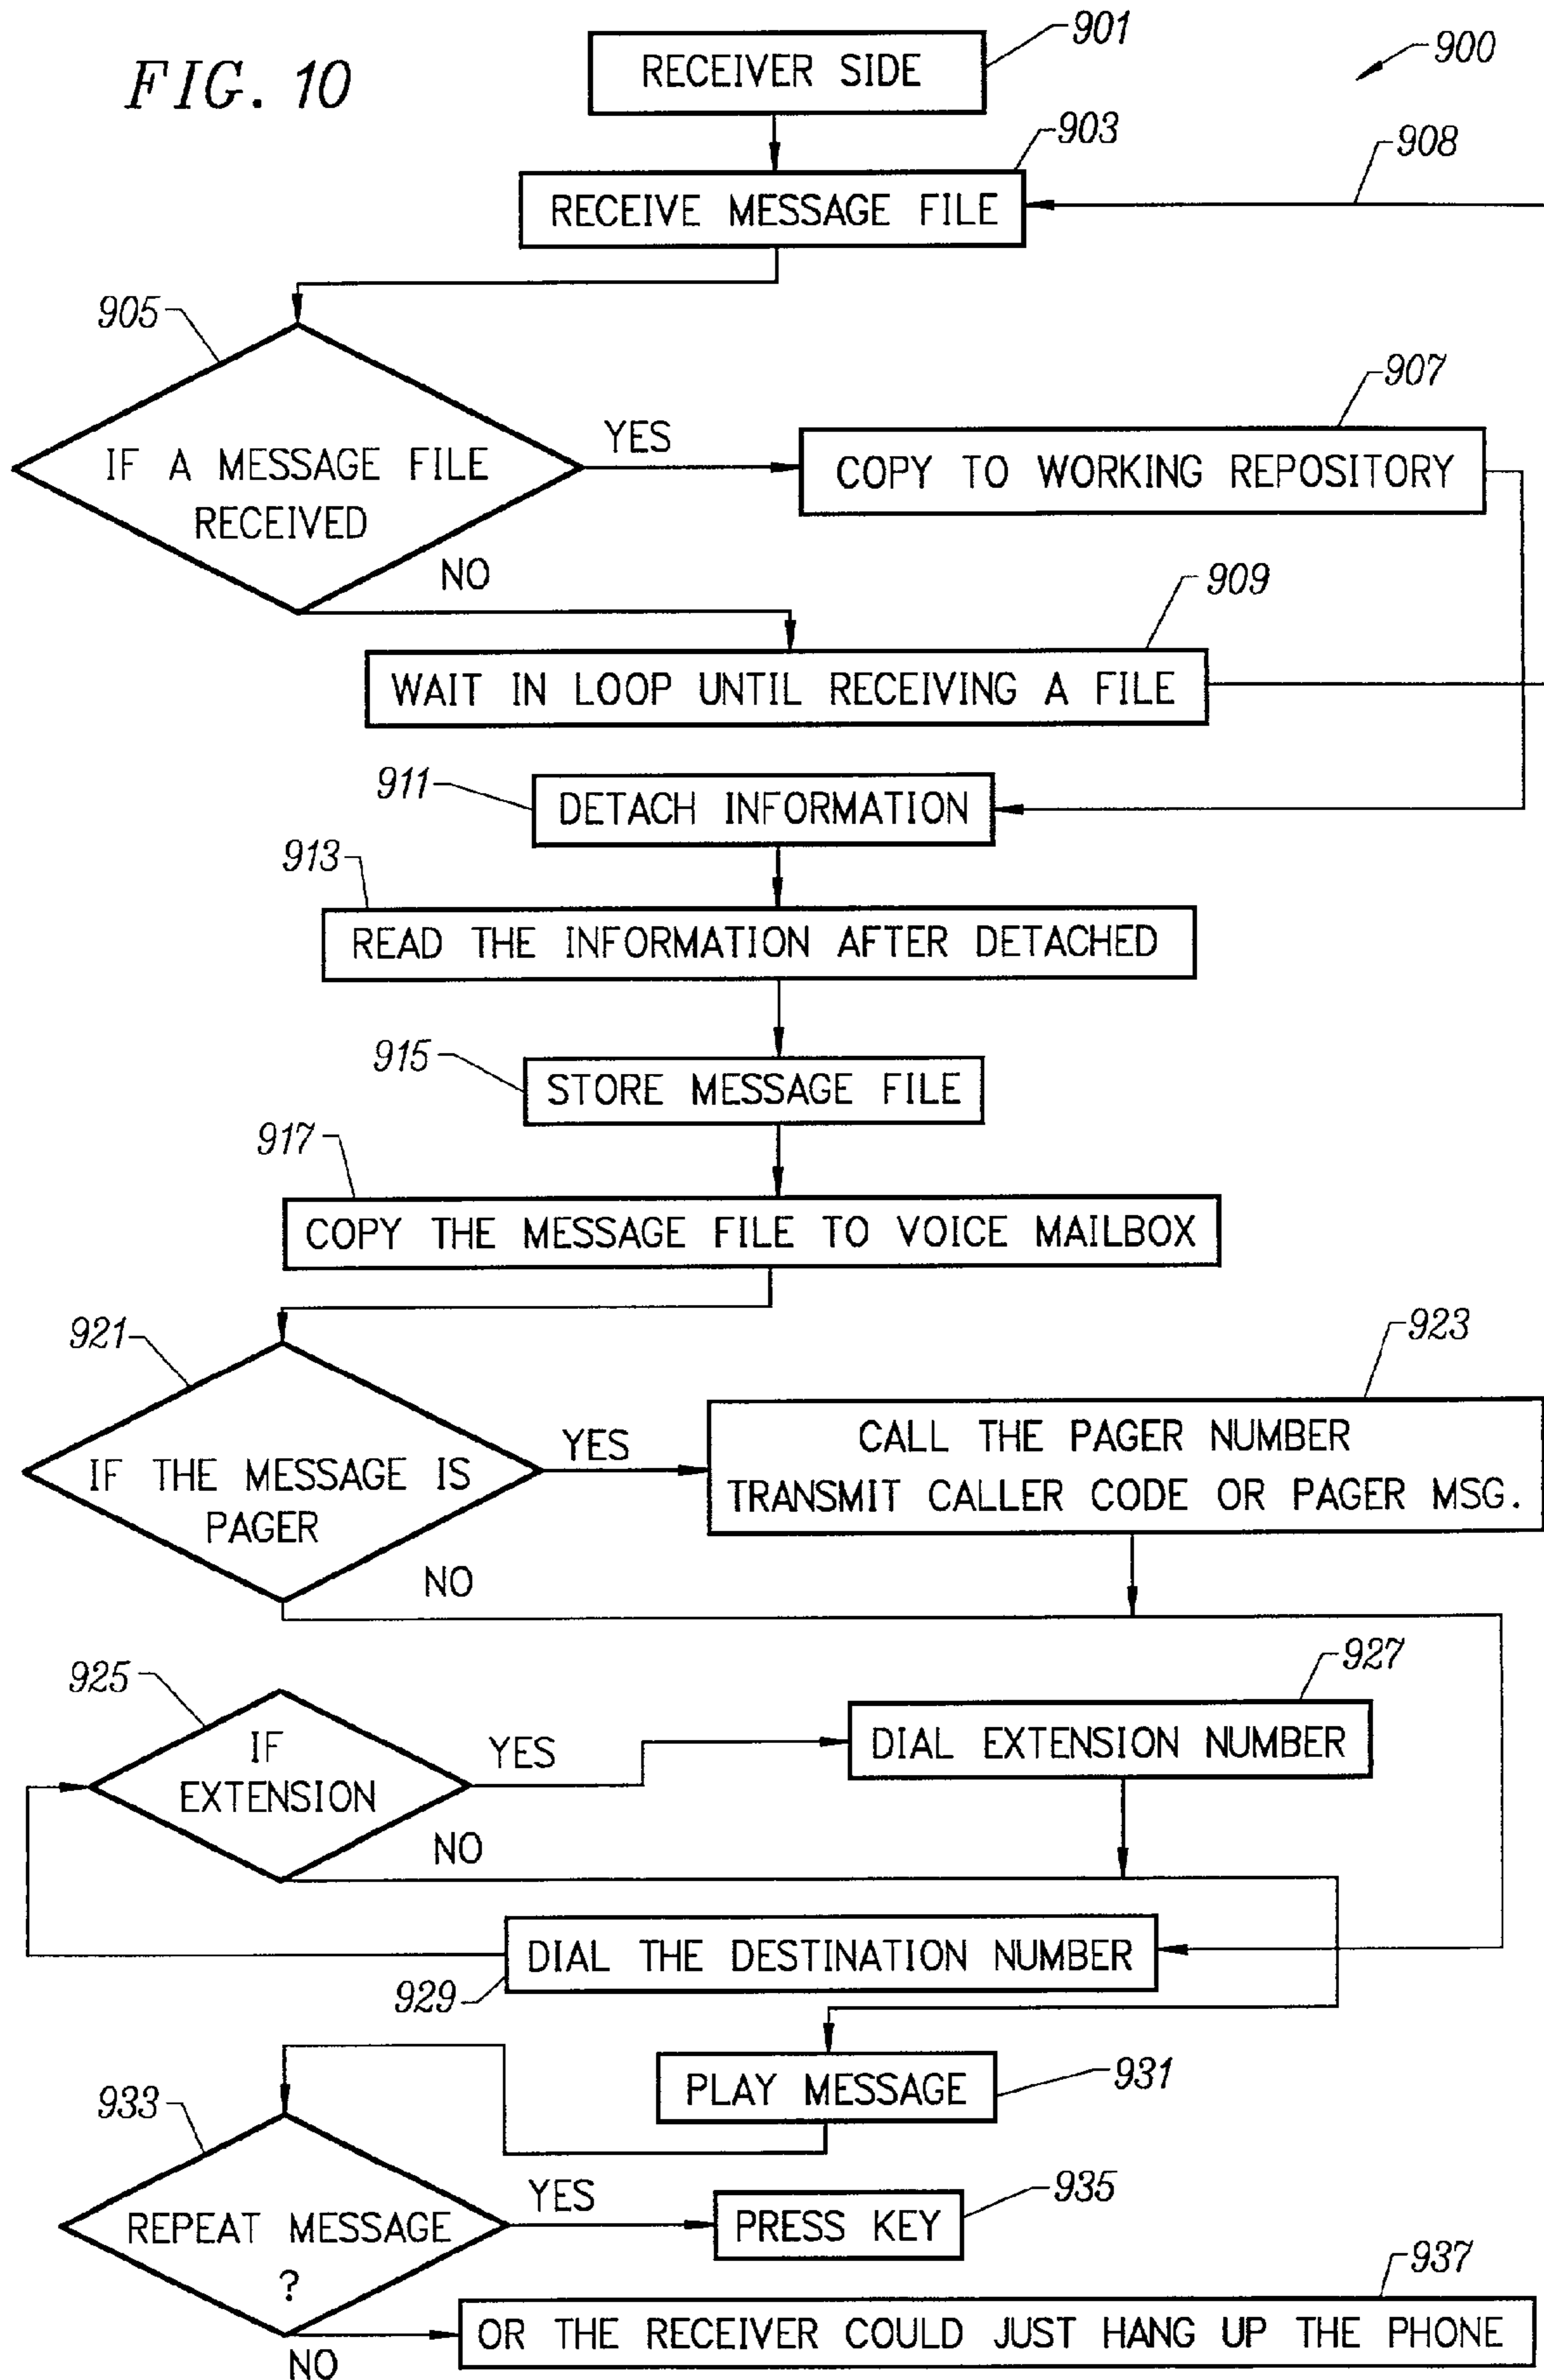 FIG. 10
RECEIVER SIDE
901
900
903
908
RECEIVE MESSAGE FILE
905
907
IF A MESSAGE FILE
RECEIVED
YES
COPY TO WORKING REPOSITORY
NO
909
WAIT IN LOOP UNTIL RECEIVING A FILE
911
DETACH INFORMATION
913
READ THE INFORMATION AFTER DETACHED
915
STORE MESSAGE FILE
917
COPY THE MESSAGE FILE TO VOICE MAILBOX
921
923
IF THE MESSAGE IS
PAGER
YES
CALL THE PAGER NUMBER
TRANSMIT CALLER CODE OR PAGER MSG.
NO
925
927
IF
EXTENSION
YES
DIAL EXTENSION NUMBER
NO
DIAL THE DESTINATION NUMBER
929
PLAY MESSAGE
931
933
REPEAT MESSAGE
?
YES
PRESS KEY
935
937
NO
OR THE RECEIVER COULD JUST HANG UP THE PHONE